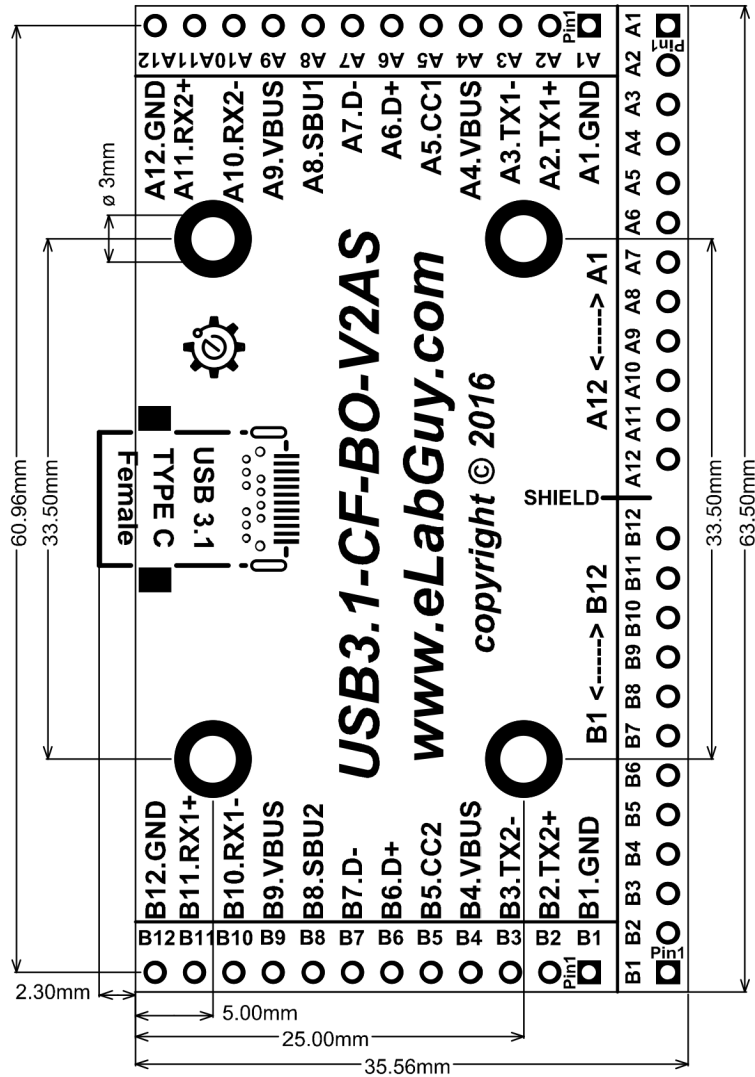 A12 A11 A10 A9 A8 A7 A6 A5 A4 A3 A2 A1
Pin1
A12.GND
A11.RX2+
A10.RX2-
A9.VBUS
A8.SBU1
A7.D-
A6.D+
A5.CC1
A4.VBUS
A3.TX1-
A2.TX1+
A1.GND
A1
Pin1
A2
A3
A4
A5
A6
A7
A8
A9
A10
A11
A12
SHIELD
B12
B11
B10
B9
B8
B7
B6
B5
B4
B3
B2
Pin1
B1
ø 3mm
60.96mm
33.50mm
USB 3.1
TYPE C
Female
USB3.1-CF-BO-V2AS
www.eLabGuy.com
copyright © 2016
A12 <-----> A1
B1 <-----> B12
33.50mm
63.50mm
B12.GND
B11.RX1+
B10.RX1-
B9.VBUS
B8.SBU2
B7.D-
B6.D+
B5.CC2
B4.VBUS
B3.TX2-
B2.TX2+
B1.GND
B12 B11 B10 B9 B8 B7 B6 B5 B4 B3 B2 B1
Pin1
2.30mm
5.00mm
25.00mm
35.56mm